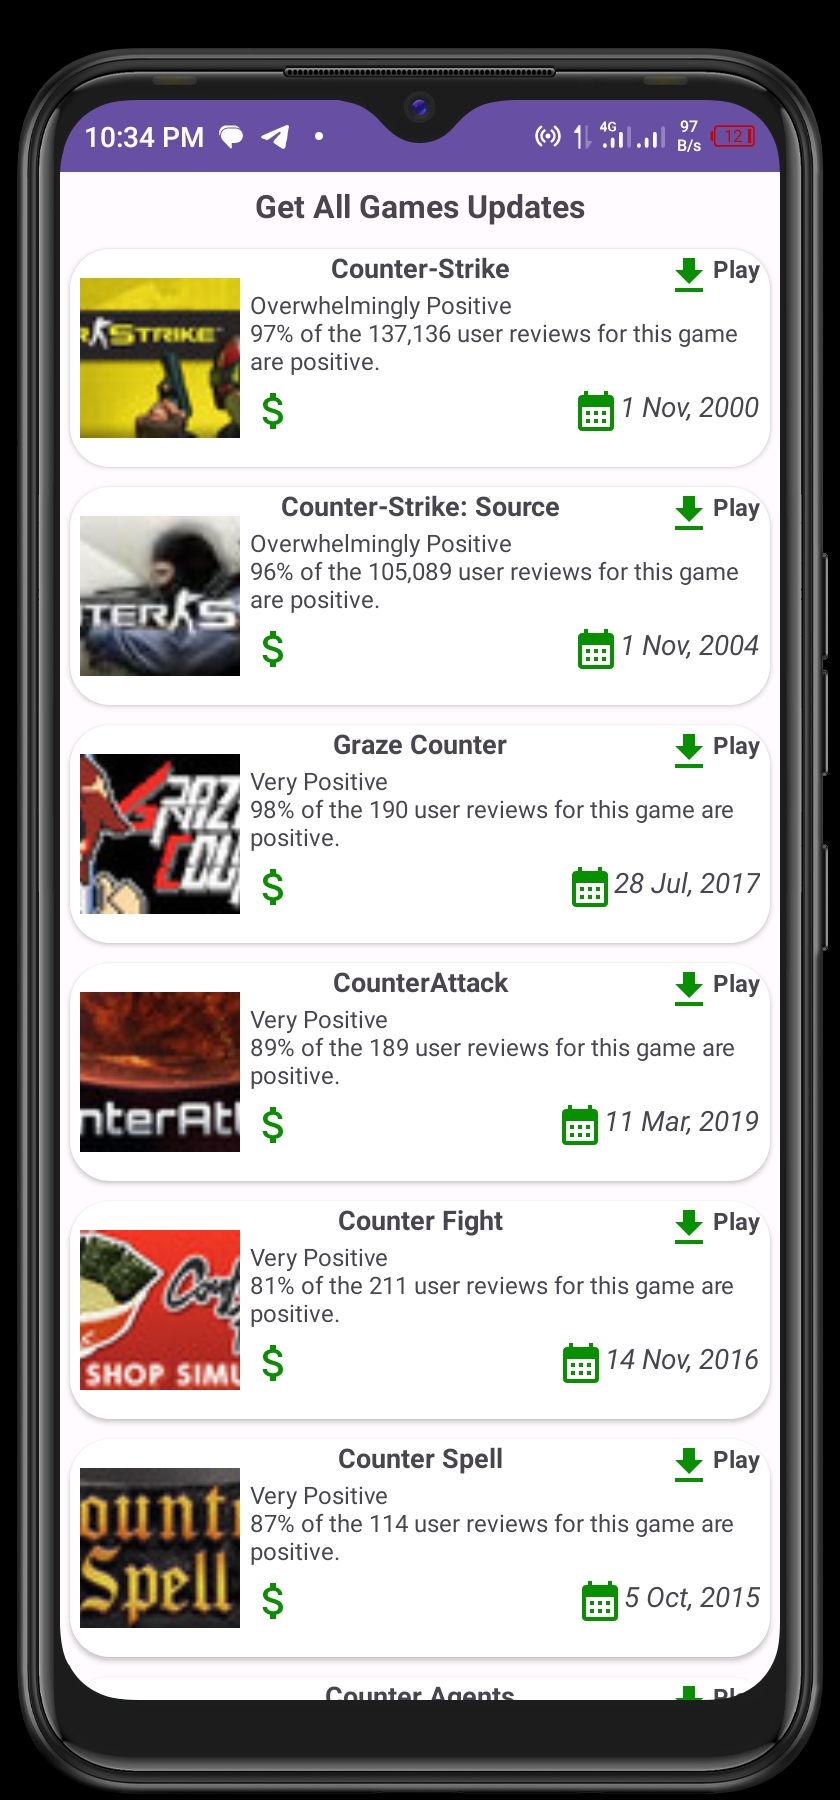 10:34 PM
4G
97
B/s
12
Get All Games Updates
Counter-Strike
Play
STRIKE
Overwhelmingly Positive
97% of the 137,136 user reviews for this game
are positive.
$
1 Nov, 2000
Counter-Strike: Source
Play
TER S
Overwhelmingly Positive
96% of the 105,089 user reviews for this game
are positive.
$
1 Nov, 2004
Graze Counter
Play
GRAZ
COU
Very Positive
98% of the 190 user reviews for this game are
positive.
$
28 Jul, 2017
CounterAttack
Play
nterAtt
Very Positive
89% of the 189 user reviews for this game are
positive.
$
11 Mar, 2019
Counter Fight
Play
SHOP SIMU
Very Positive
81% of the 211 user reviews for this game are
positive.
$
14 Nov, 2016
Counter Spell
Play
ount
Spell
Very Positive
87% of the 114 user reviews for this game are
positive.
$
5 Oct, 2015
Counter Agents
Play